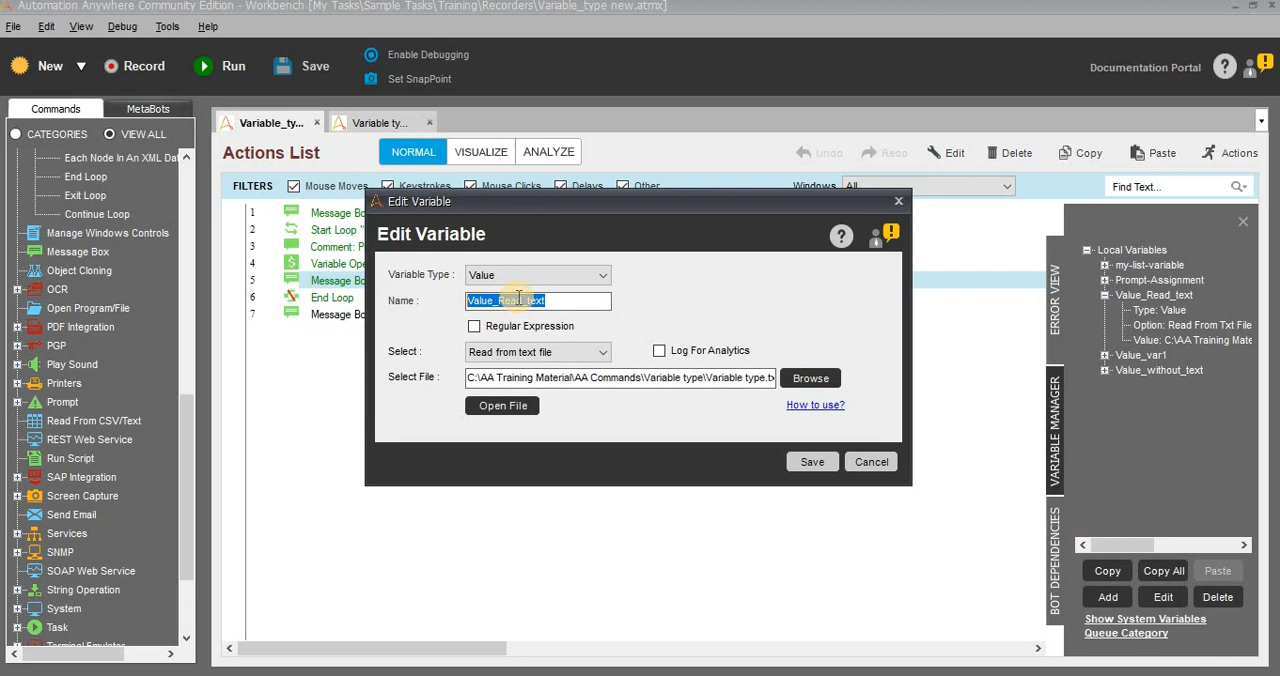 Automation Anywhere Community Edition - Workbench [My Tasks\Sample Tasks\Training\Recorders\Variable_type new.atmx]
File Edit View Debug Tools Help
New Record Run Save
Enable Debugging
Set SnapPoint
Documentation Portal
Commands MetaBots
CATEGORIES VIEW ALL
Each Node In An XML Dat
End Loop
Exit Loop
Continue Loop
Manage Windows Controls
Message Box
Object Cloning
OCR
Open Program/File
PDF Integration
PGP
Play Sound
Printers
Prompt
Read From CSV/Text
REST Web Service
Run Script
SAP Integration
Screen Capture
Send Email
Services
SNMP
SOAP Web Service
String Operation
System
Task
Terminal Emulator
Variable_ty... Variable ty...
Actions List
NORMAL VISUALIZE ANALYZE
Undo Redo Edit Delete Copy Paste Actions
FILTERS Mouse Moves Keystrokes Mouse Clicks Delays Other Windows All Find Text...
1 Message Bo
2 Start Loop "
3 Comment: P
4 Variable Ope
5 Message Bo
6 End Loop
7 Message Bo
Edit Variable
Edit Variable
Variable Type : Value
Name : Value_Read_text
Regular Expression
Select : Read from text file
Log For Analytics
Select File : C:\AA Training Material\AA Commands\Variable type\Variable type.tx
Browse
Open File
How to use?
Save Cancel
ERROR VIEW
VARIABLE MANAGER
BOT DEPENDENCIES
Local Variables
my-list-variable
Prompt-Assignment
Value_Read_text
Type: Value
Option: Read From Txt File
Value: C:\AA Training Mate
Value_var1
Value_without_text
Copy Copy All Paste
Add Edit Delete
Show System Variables
Queue Category